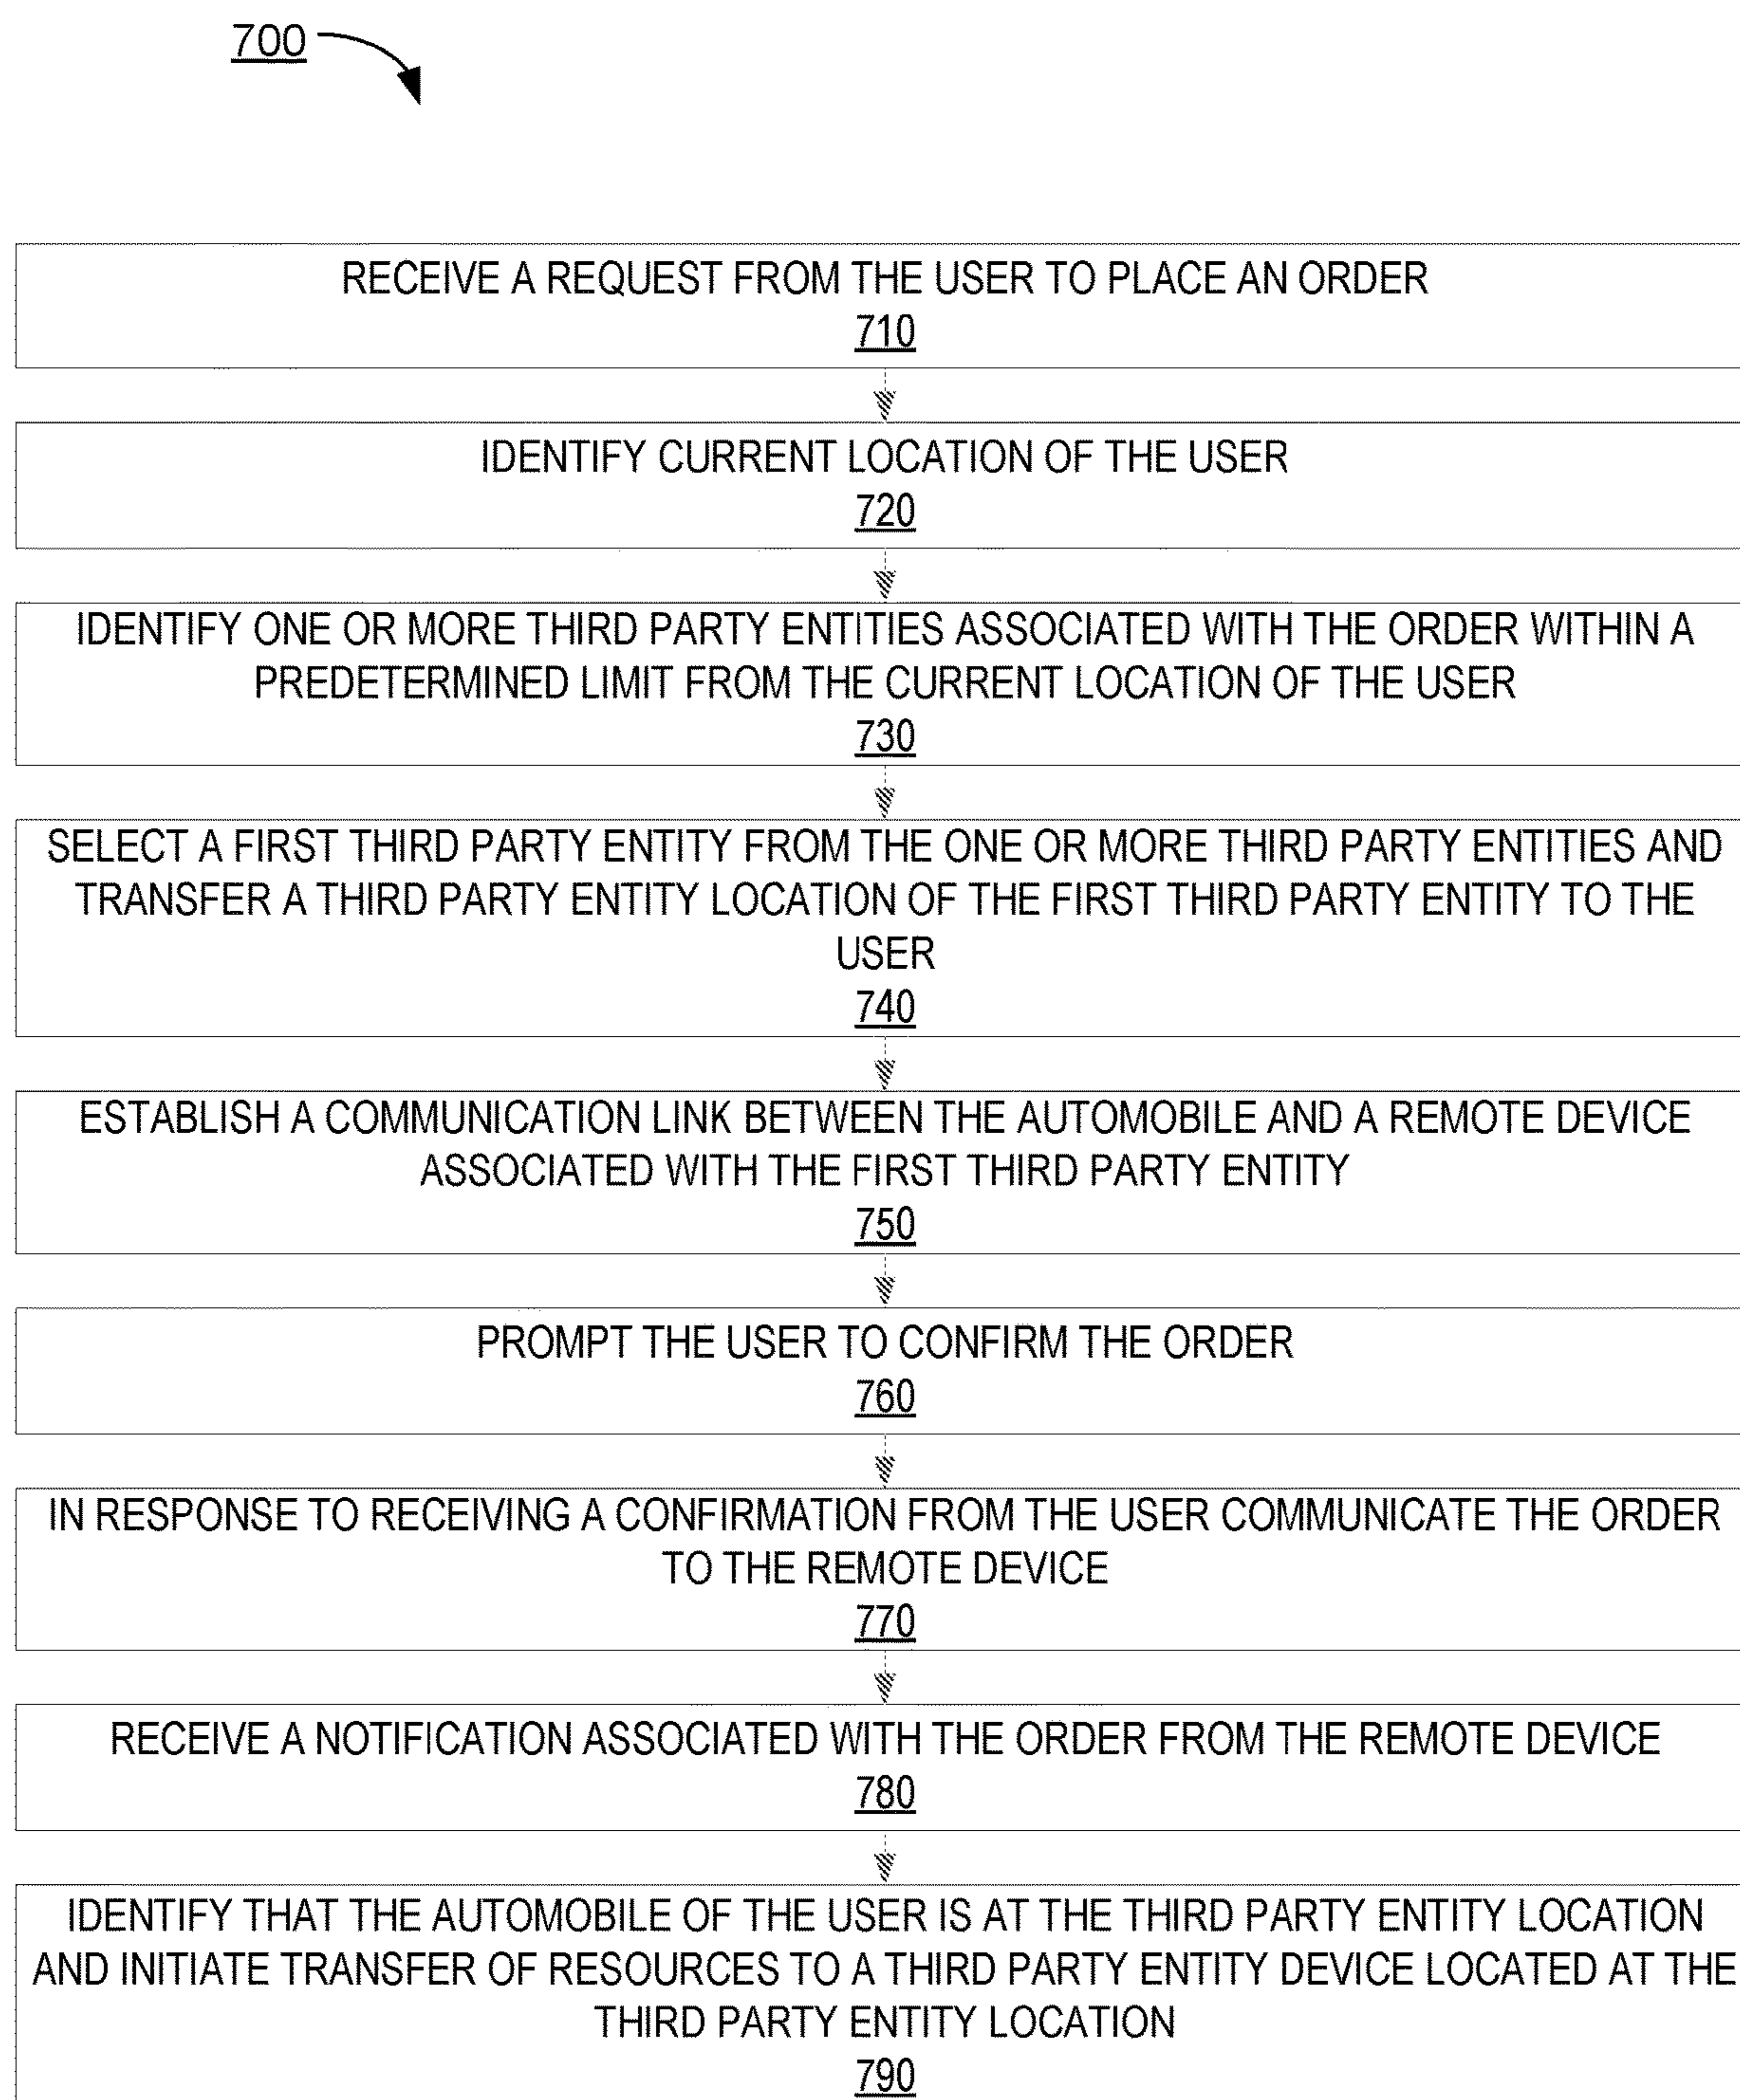 700
RECEIVE A REQUEST FROM THE USER TO PLACE AN ORDER
710
IDENTIFY CURRENT LOCATION OF THE USER
720
IDENTIFY ONE OR MORE THIRD PARTY ENTITIES ASSOCIATED WITH THE ORDER WITHIN A
PREDETERMINED LIMIT FROM THE CURRENT LOCATION OF THE USER
730
SELECT A FIRST THIRD PARTY ENTITY FROM THE ONE OR MORE THIRD PARTY ENTITIES AND
TRANSFER A THIRD PARTY ENTITY LOCATION OF THE FIRST THIRD PARTY ENTITY TO THE
USER
740
ESTABLISH A COMMUNICATION LINK BETWEEN THE AUTOMOBILE AND A REMOTE DEVICE
ASSOCIATED WITH THE FIRST THIRD PARTY ENTITY
750
PROMPT THE USER TO CONFIRM THE ORDER
760
IN RESPONSE TO RECEIVING A CONFIRMATION FROM THE USER COMMUNICATE THE ORDER
TO THE REMOTE DEVICE
770
RECEIVE A NOTIFICATION ASSOCIATED WITH THE ORDER FROM THE REMOTE DEVICE
780
IDENTIFY THAT THE AUTOMOBILE OF THE USER IS AT THE THIRD PARTY ENTITY LOCATION
AND INITIATE TRANSFER OF RESOURCES TO A THIRD PARTY ENTITY DEVICE LOCATED AT THE
THIRD PARTY ENTITY LOCATION
790